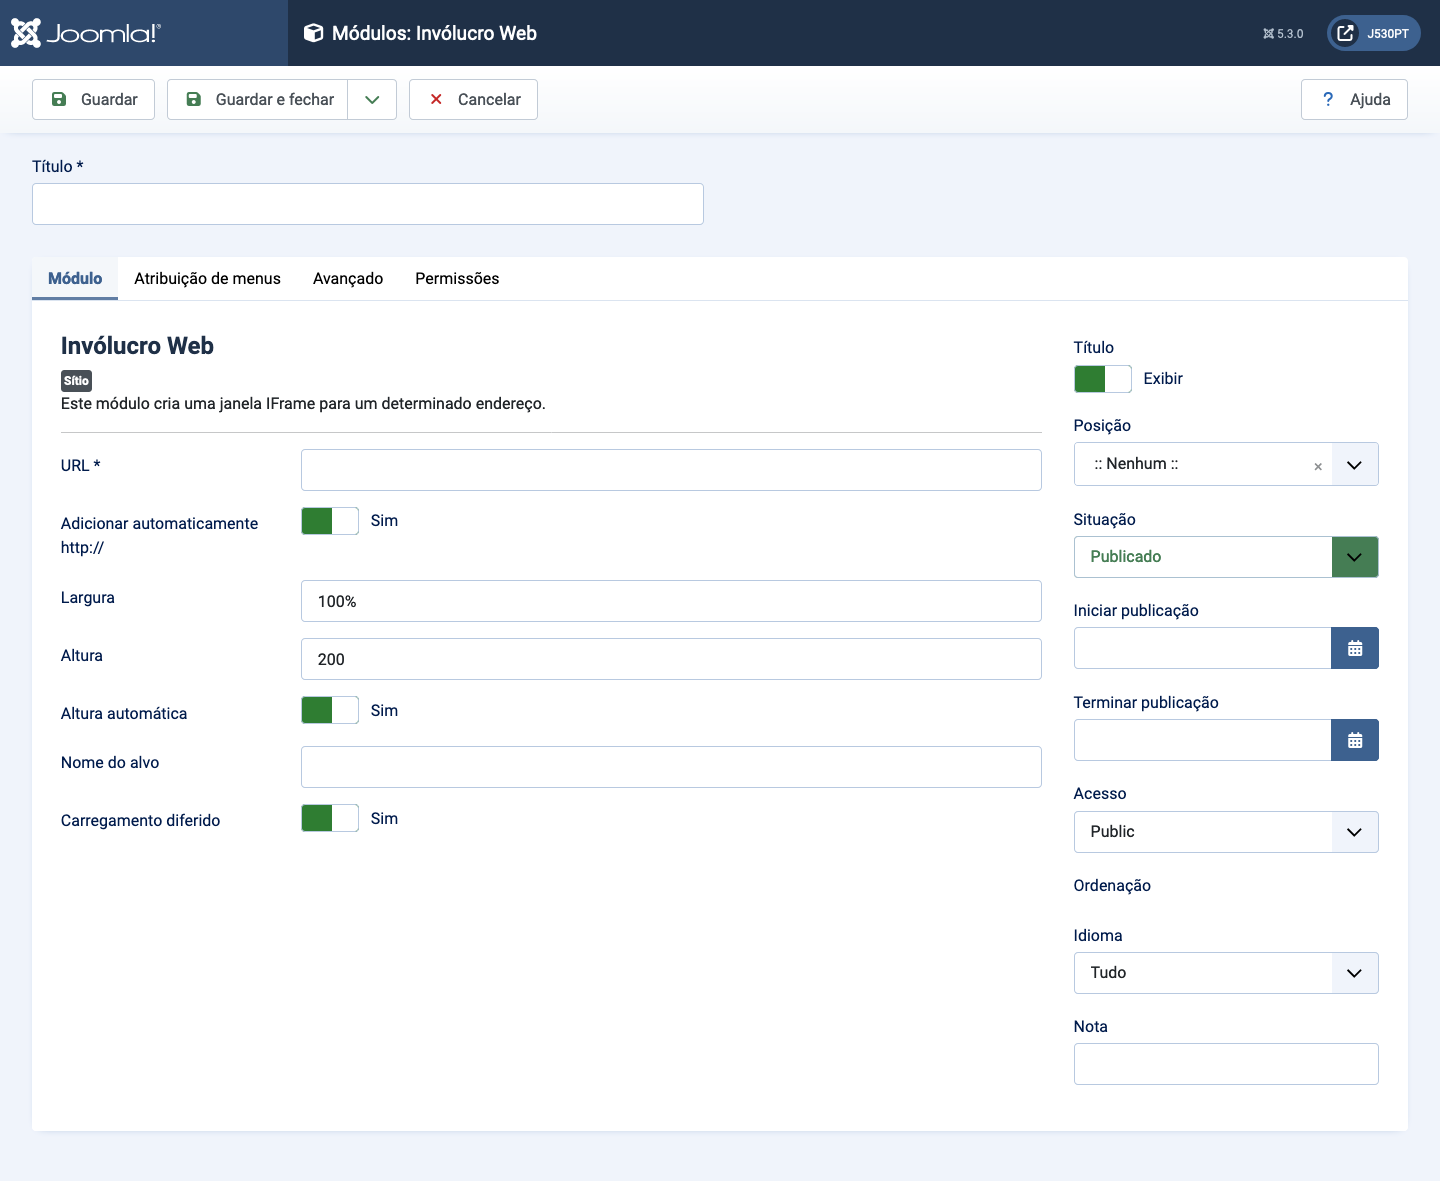 Joomla!®
Módulos: Invólucro Web
5.3.0
J530PT
Guardar
Guardar e fechar
Cancelar
? Ajuda
Título *
Módulo
Atribuição de menus
Avançado
Permissões
Invólucro Web
Sítio
Este módulo cria uma janela IFrame para um determinado endereço.
URL *
Adicionar automaticamente
http://
Sim
Largura
100%
Altura
200
Altura automática
Sim
Nome do alvo
Carregamento diferido
Sim
Título
Exibir
Posição
:: Nenhum ::
×
Situação
Publicado
Iniciar publicação
Terminar publicação
Acesso
Public
Ordenação
Idioma
Tudo
Nota